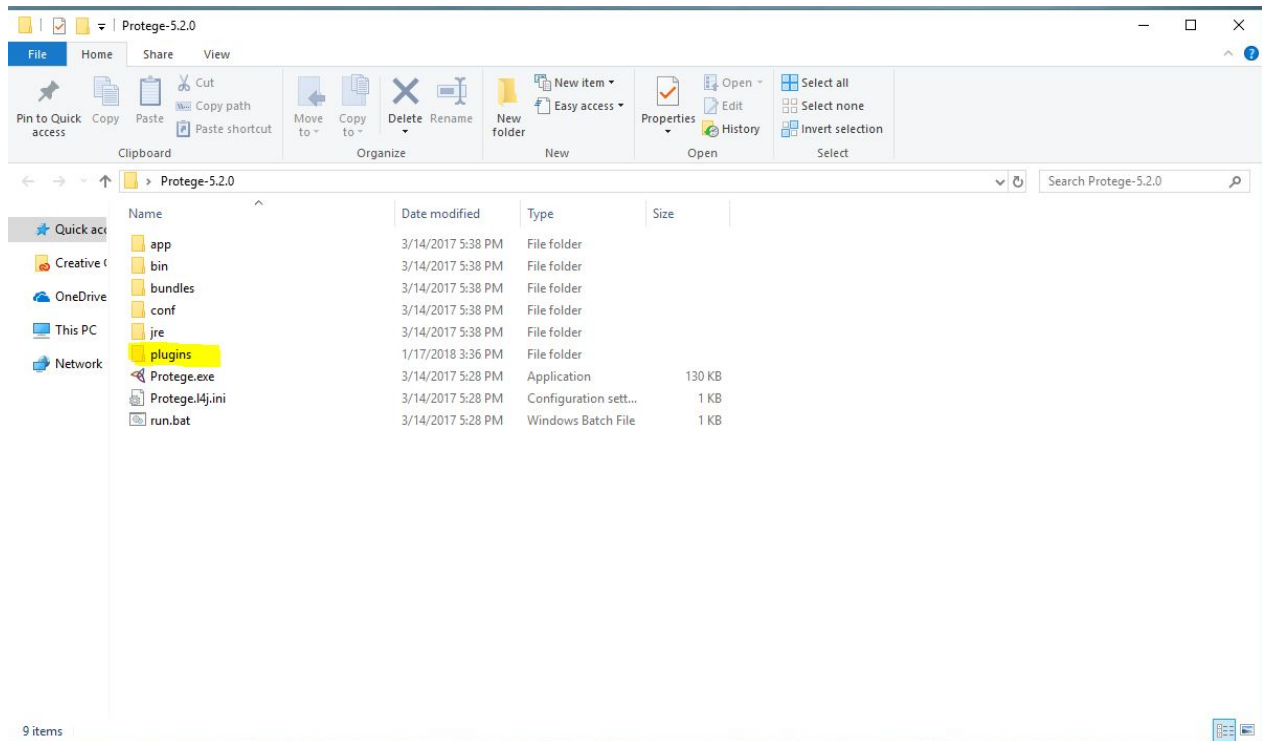 Protege-5.2.0
File Home Share View
Pin to Quick access
Copy
Paste
Cut
Copy path
Paste shortcut
Clipboard
Move to
Copy to
Delete
Rename
Organize
New folder
New item
Easy access
New
Properties
Open
Edit
History
Open
Select all
Select none
Invert selection
Select
Protege-5.2.0
Search Protege-5.2.0
Quick acc
Creative C
OneDrive
This PC
Network
Name Date modified Type Size
app 3/14/2017 5:38 PM File folder
bin 3/14/2017 5:38 PM File folder
bundles 3/14/2017 5:38 PM File folder
conf 3/14/2017 5:38 PM File folder
jre 3/14/2017 5:38 PM File folder
plugins 1/17/2018 3:36 PM File folder
Protege.exe 3/14/2017 5:28 PM Application 130 KB
Protege.l4j.ini 3/14/2017 5:28 PM Configuration sett... 1 KB
run.bat 3/14/2017 5:28 PM Windows Batch File 1 KB
9 items